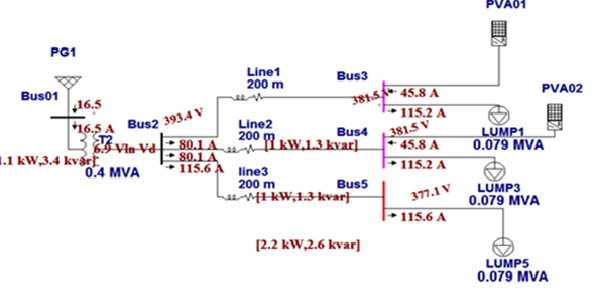 PVA01
PG1
Line1
200 m
Bus3
Bus01
16.5
381.5 V
45.8 A
PVA02
393.4 V
115.2 A
16.5 A
Bus2
Line2
200 m
Bus4
381.5 V
LUMP1
0.079 MVA
T2
6.9 Vln Vd
80.1 A
[1 kW,1.3 kvar]
45.8 A
80.1 A
1.1 kW,3.4 kvar]
115.6 A
115.2 A
0.4 MVA
line3
200 m
Bus5
LUMP3
0.079 MVA
[1 kW,1.3 kvar]
377.1 V
115.6 A
[2.2 kW,2.6 kvar]
LUMP5
0.079 MVA